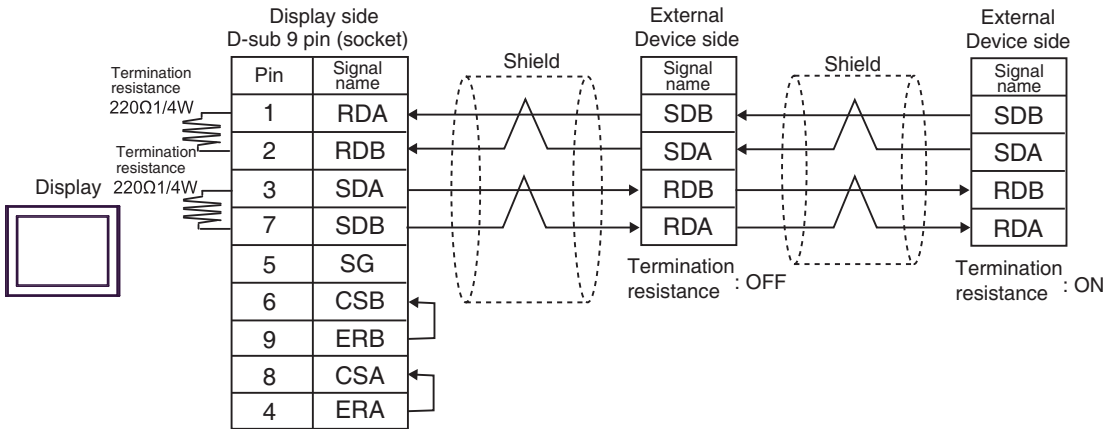 Display side
D-sub 9 pin (socket)
External
Device side
External
Device side
Termination
resistance
220Ω1/4W
Termination
resistance
220Ω1/4W
Display
Pin
Signal
name
1
RDA
2
RDB
3
SDA
7
SDB
5
SG
6
CSB
9
ERB
8
CSA
4
ERA
Shield
Signal
name
SDB
SDA
RDB
RDA
Termination
resistance : OFF
Shield
Signal
name
SDB
SDA
RDB
RDA
Termination
resistance : ON